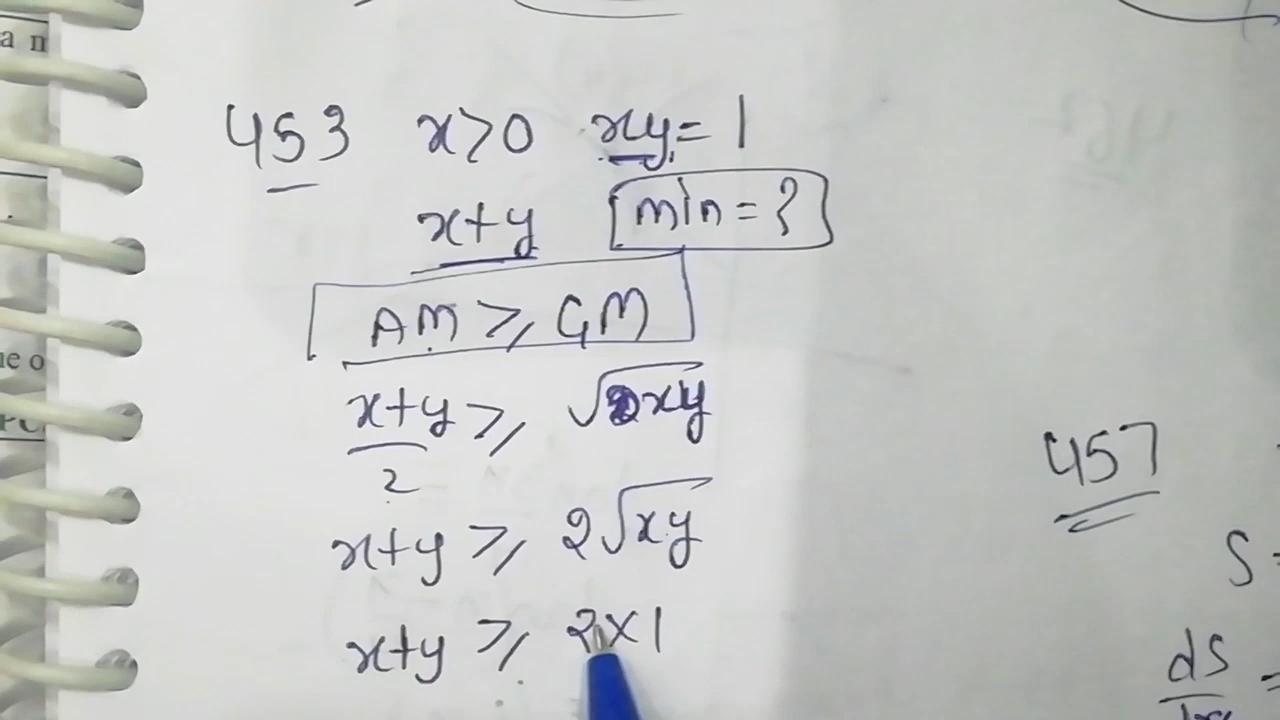 a n
453 x>0 xy=1
x+y min=?
AM ≥ GM
x+y/2 ≥ √xy
x+y ≥ 2√xy
x+y ≥ 2×1
457
S
dS